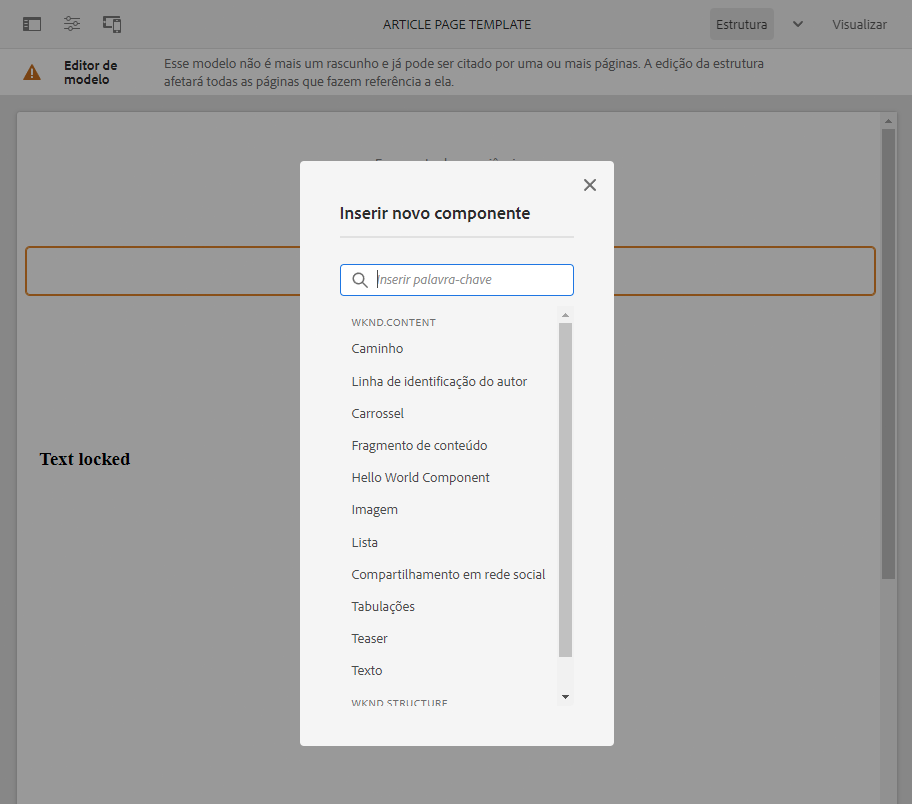 ARTICLE PAGE TEMPLATE
Estrutura
Visualizar
Editor de
modelo
Esse modelo não é mais um rascunho e já pode ser citado por uma ou mais páginas. A edição da estrutura
afetará todas as páginas que fazem referência a ela.
Inserir novo componente
Inserir palavra-chave
WKND.CONTENT
Caminho
Linha de identificação do autor
Carrossel
Fragmento de conteúdo
Text locked
Hello World Component
Imagem
Lista
Compartilhamento em rede social
Tabulações
Teaser
Texto
WKND.STRUCTURE